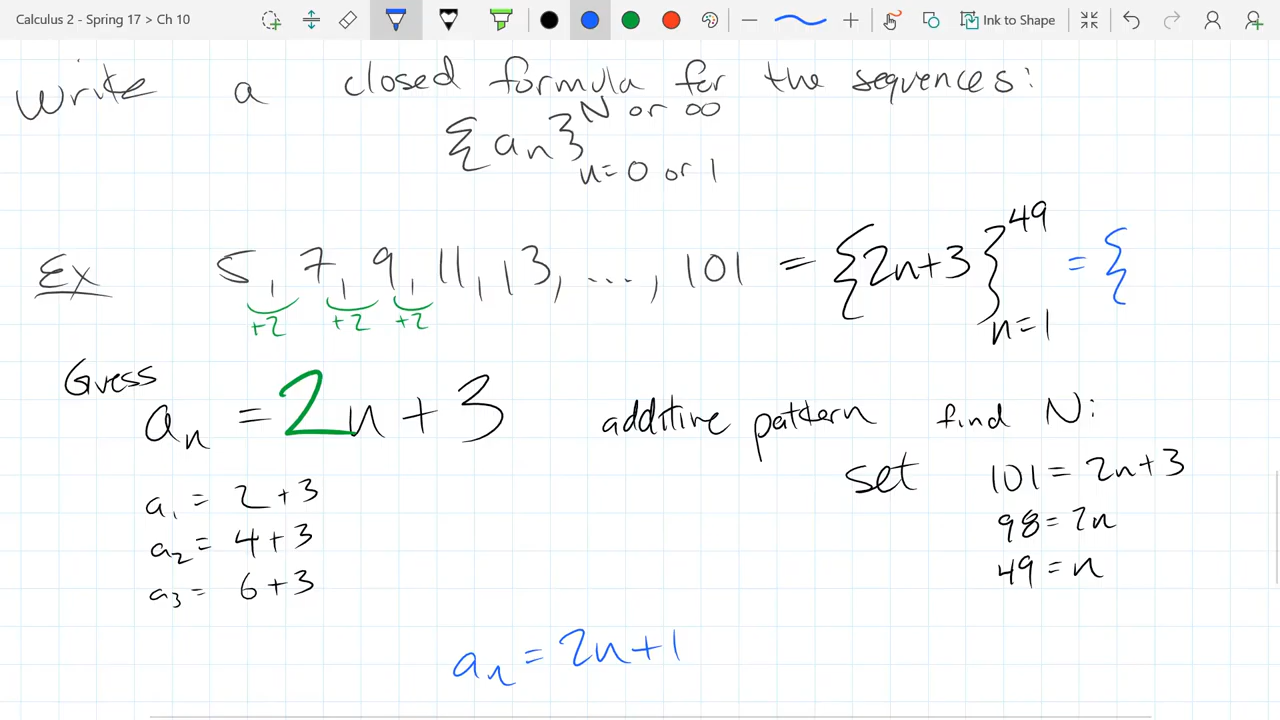 Calculus 2 - Spring 17 > Ch 10
Ink to Shape
Write a closed formula for the sequences:
{an} N or ∞
n=0 or 1
Ex 5, 7, 9, 11, 13, ..., 101 = {2n+3} 49 n=1 = {
+2 +2 +2
Guess
an = 2n + 3 additive pattern find N:
set 101 = 2n+3
a1 = 2+3
98 = 2n
a2 = 4+3
49 = n
a3 = 6+3
an = 2n+1